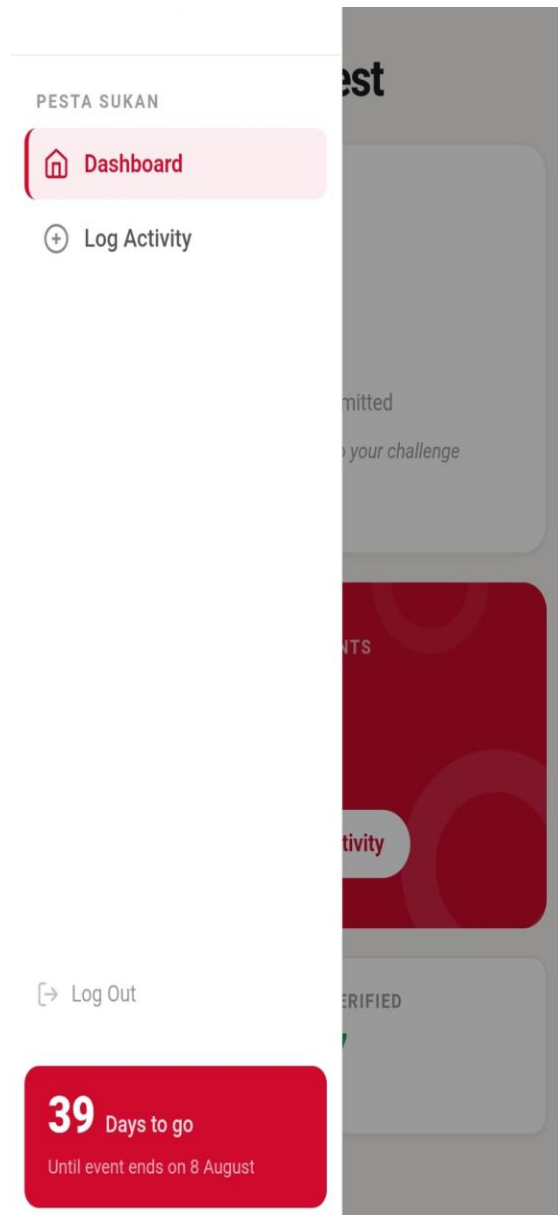 PESTA SUKAN
Dashboard
Log Activity
Log Out
39 Days to go
Until event ends on 8 August
est
mitted
your challenge
NTS
tivity
ERIFIED